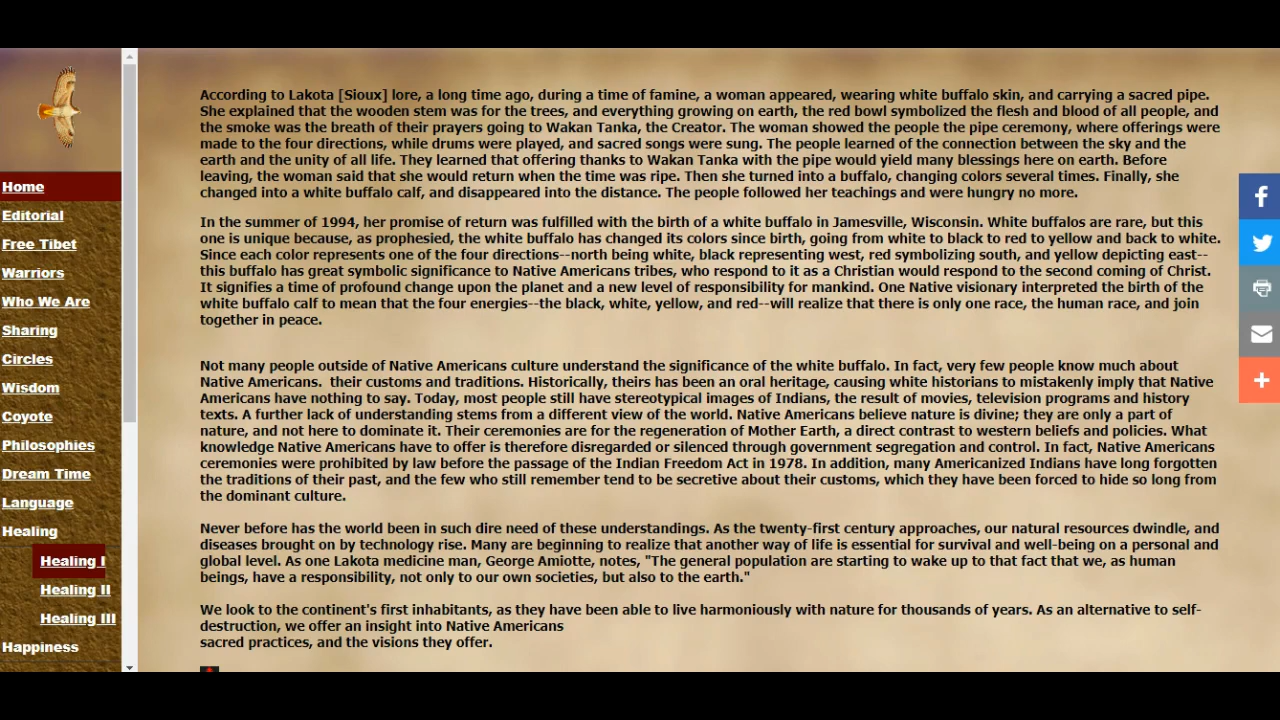 According to Lakota [Sioux] lore, a long time ago, during a time of famine, a woman appeared, wearing white buffalo skin, and carrying a sacred pipe.
She explained that the wooden stem was for the trees, and everything growing on earth, the red bowl symbolized the flesh and blood of all people, and
the smoke was the breath of their prayers going to Wakan Tanka, the Creator. The woman showed the people the pipe ceremony, where offerings were
made to the four directions, while drums were played, and sacred songs were sung. The people learned of the connection between the sky and the
earth and the unity of all life. They learned that offering thanks to Wakan Tanka with the pipe would yield many blessings here on earth. Before
leaving, the woman said that she would return when the time was ripe. Then she turned into a buffalo, changing colors several times. Finally, she
changed into a white buffalo calf, and disappeared into the distance. The people followed her teachings and were hungry no more.
In the summer of 1994, her promise of return was fulfilled with the birth of a white buffalo in Jamesville, Wisconsin. White buffalos are rare, but this
one is unique because, as prophesied, the white buffalo has changed its colors since birth, going from white to black to red to yellow and back to white.
Since each color represents one of the four directions--north being white, black representing west, red symbolizing south, and yellow depicting east--
this buffalo has great symbolic significance to Native Americans tribes, who respond to it as a Christian would respond to the second coming of Christ.
It signifies a time of profound change upon the planet and a new level of responsibility for mankind. One Native visionary interpreted the birth of the
white buffalo calf to mean that the four energies--the black, white, yellow, and red--will realize that there is only one race, the human race, and join
together in peace.
Not many people outside of Native Americans culture understand the significance of the white buffalo. In fact, very few people know much about
Native Americans.  their customs and traditions. Historically, theirs has been an oral heritage, causing white historians to mistakenly imply that Native
Americans have nothing to say. Today, most people still have stereotypical images of Indians, the result of movies, television programs and history
texts. A further lack of understanding stems from a different view of the world. Native Americans believe nature is divine; they are only a part of
nature, and not here to dominate it. Their ceremonies are for the regeneration of Mother Earth, a direct contrast to western beliefs and policies. What
knowledge Native Americans have to offer is therefore disregarded or silenced through government segregation and control. In fact, Native Americans
ceremonies were prohibited by law before the passage of the Indian Freedom Act in 1978. In addition, many Americanized Indians have long forgotten
the traditions of their past, and the few who still remember tend to be secretive about their customs, which they have been forced to hide so long from
the dominant culture.
Never before has the world been in such dire need of these understandings. As the twenty-first century approaches, our natural resources dwindle, and
diseases brought on by technology rise. Many are beginning to realize that another way of life is essential for survival and well-being on a personal and
global level. As one Lakota medicine man, George Amiotte, notes, "The general population are starting to wake up to that fact that we, as human
beings, have a responsibility, not only to our own societies, but also to the earth."
We look to the continent's first inhabitants, as they have been able to live harmoniously with nature for thousands of years. As an alternative to self-
destruction, we offer an insight into Native Americans
sacred practices, and the visions they offer.
Home
Editorial
Free Tibet
Warriors
Who We Are
Sharing
Circles
Wisdom
Coyote
Philosophies
Dream Time
Language
Healing
Healing I
Healing II
Healing III
Happiness